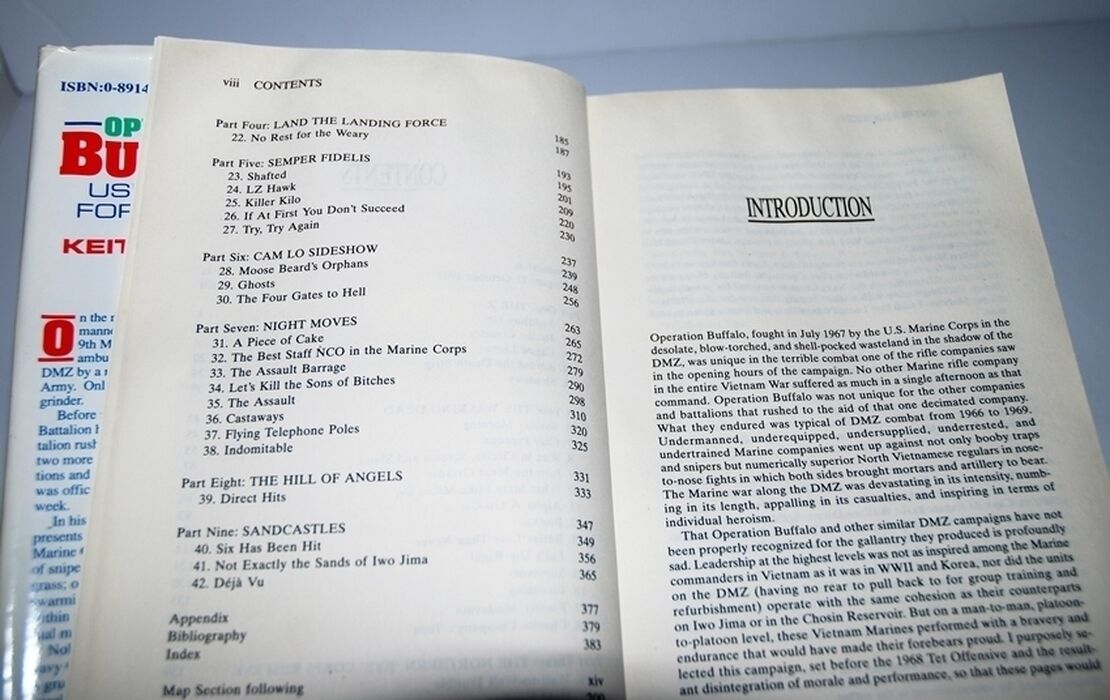 ISBN:0-8914
OP
BU
US
FOR
KEIT
On the
mann
9th M
ambu
DMZ by a
Army. Onl
grinder.
Before
Battalion
talion rush
two more
tions and
was offic
week.
In his
presents
Marine
of snipe
grass; o
swarmi
within
ual m
viii CONTENTS
Part Four: LAND THE LANDING FORCE 185
22. No Rest for the Weary 187
Part Five: SEMPER FIDELIS 193
23. Shafted 195
24. LZ Hawk 201
25. Killer Kilo 209
26. If At First You Don't Succeed 220
27. Try, Try Again 230
Part Six: CAM LO SIDESHOW 237
28. Moose Beard's Orphans 239
29. Ghosts 248
30. The Four Gates to Hell 256
Part Seven: NIGHT MOVES 263
31. A Piece of Cake 265
32. The Best Staff NCO in the Marine Corps 272
33. The Assault Barrage 279
34. Let's Kill the Sons of Bitches 290
35. The Assault 298
36. Castaways 310
37. Flying Telephone Poles 320
38. Indomitable 325
Part Eight: THE HILL OF ANGELS 331
39. Direct Hits 333
Part Nine: SANDCASTLES 347
40. Six Has Been Hit 349
41. Not Exactly the Sands of Iwo Jima 356
42. Déjà Vu 365
Appendix 377
Bibliography 379
Index 383
Map Section following xiv
INTRODUCTION
Operation Buffalo, fought in July 1967 by the U.S. Marine Corps in the
desolate, blow-torched, and shell-pocked wasteland in the shadow of the
DMZ, was unique in the terrible combat one of the rifle companies saw
in the opening hours of the campaign. No other Marine rifle company
in the entire Vietnam War suffered as much in a single afternoon as that
command. Operation Buffalo was not unique for the other companies
and battalions that rushed to the aid of that one decimated company.
What they endured was typical of DMZ combat from 1966 to 1969.
Undermanned, underequipped, undersupplied, underrested, and
undertrained Marine companies went up against not only booby traps
and snipers but numerically superior North Vietnamese regulars in nose-
to-nose fights in which both sides brought mortars and artillery to bear.
The Marine war along the DMZ was devastating in its intensity, numb-
ing in its length, appalling in its casualties, and inspiring in terms of
individual heroism.
That Operation Buffalo and other similar DMZ campaigns have not
been properly recognized for the gallantry they produced is profoundly
sad. Leadership at the highest levels was not as inspired among the Marine
commanders in Vietnam as it was in WWII and Korea, nor did the units
on the DMZ (having no rear to pull back to for group training and
refurbishment) operate with the same cohesion as their counterparts
on Iwo Jima or in the Chosin Reservoir. But on a man-to-man, platoon-
to-platoon level, these Vietnam Marines performed with a bravery and
endurance that would have made their forebears proud. I purposely se-
lected this campaign, set before the 1968 Tet Offensive and the result-
ant disintegration of morale and performance, so that these pages would